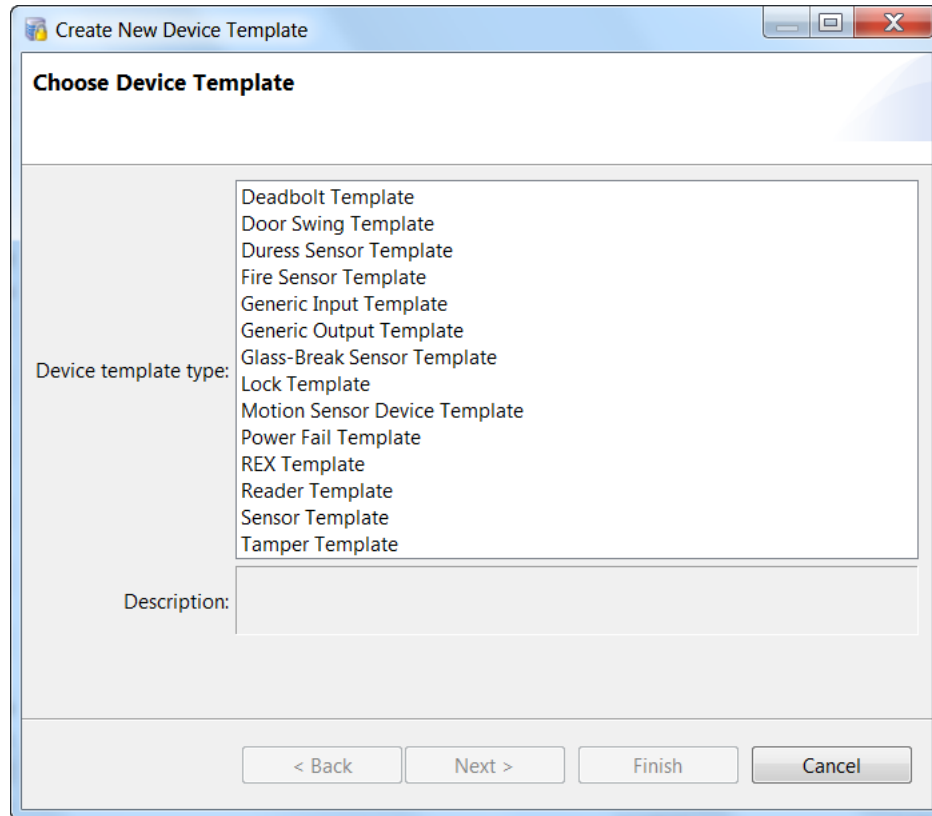 Create New Device Template
Choose Device Template
Device template type:
Deadbolt Template
Door Swing Template
Duress Sensor Template
Fire Sensor Template
Generic Input Template
Generic Output Template
Glass-Break Sensor Template
Lock Template
Motion Sensor Device Template
Power Fail Template
REX Template
Reader Template
Sensor Template
Tamper Template
Description:
< Back Next > Finish Cancel